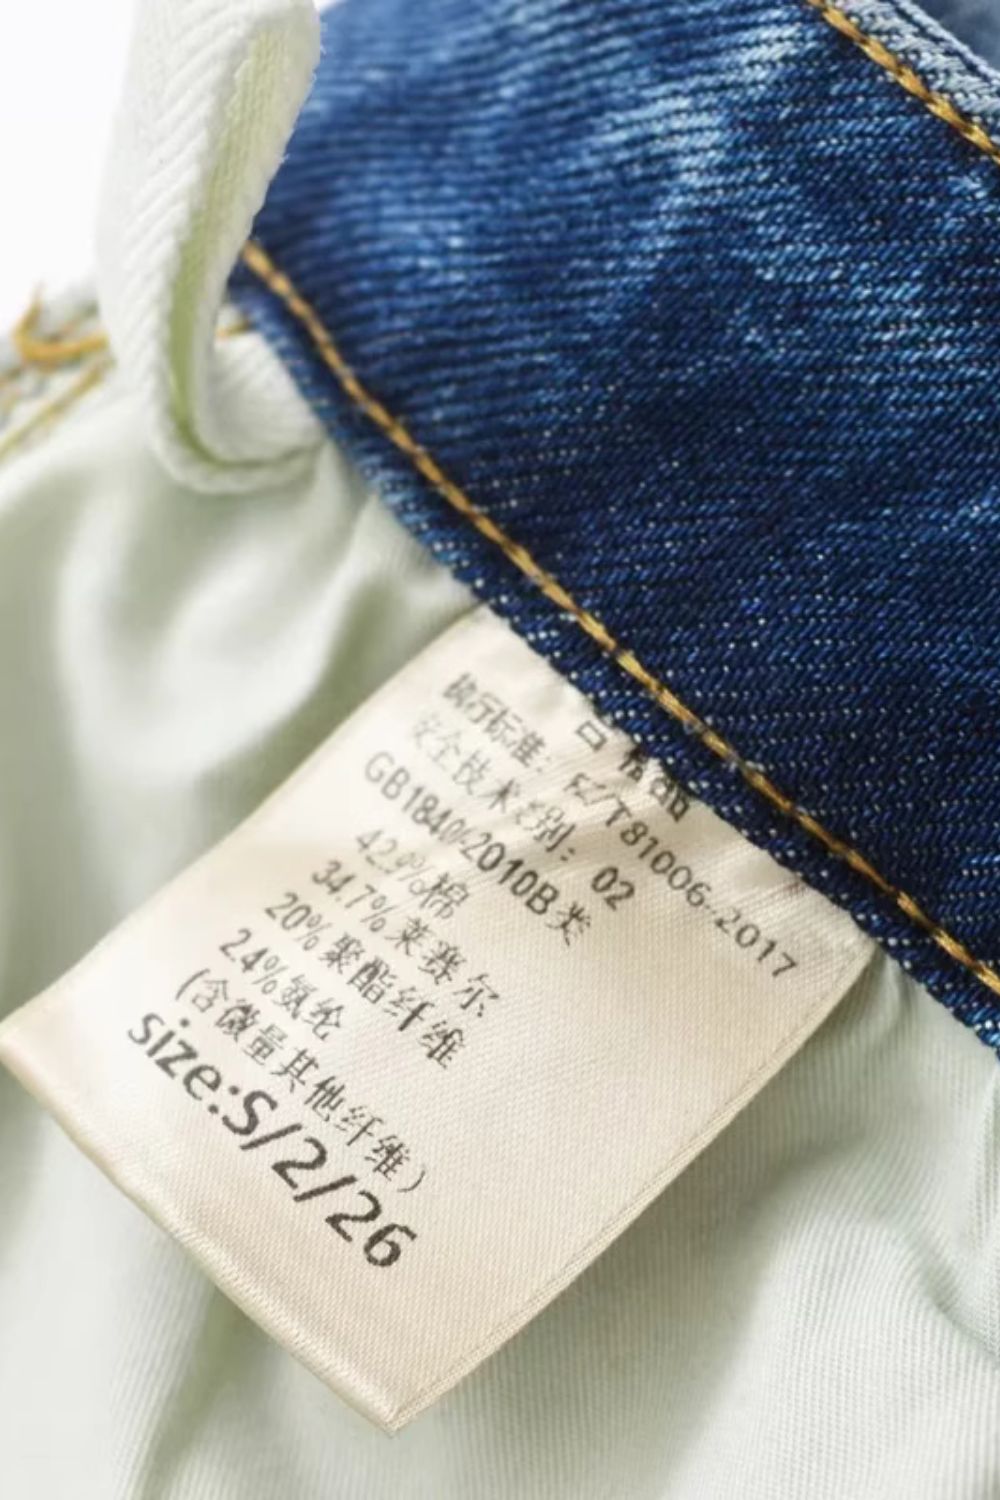 执行标准：FZ/T81006-2017
安全技术类别：02
GB18401-2010B类
42.9%棉
34.7%莱赛尔
20%聚酯纤维
2.4%氨纶
(含微量其他纤维)
size:S/2/26